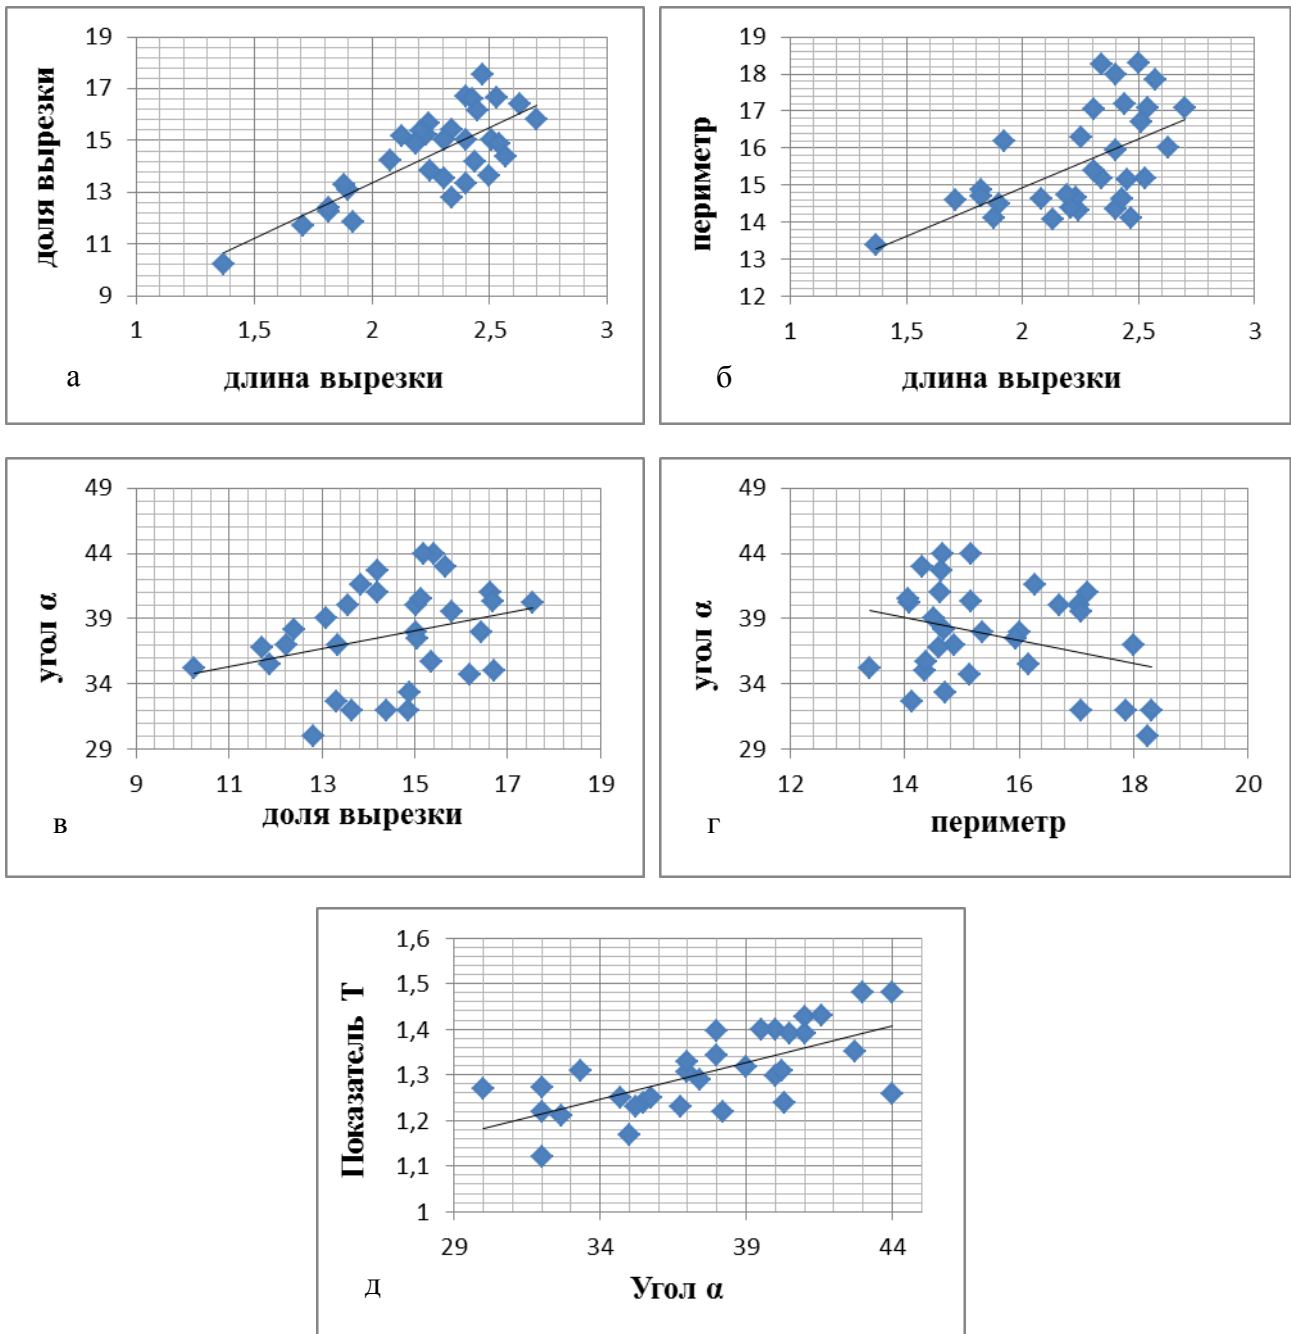 доля вырезки
19
17
15
13
11
9
1 1,5 2 2,5 3
а
длина вырезки
периметр
19
18
17
16
15
14
13
12
1 1,5 2 2,5 3
б
длина вырезки
угол α
49
44
39
34
29
9 11 13 15 17 19
в
доля вырезки
угол α
49
44
39
34
29
12 14 16 18 20
г
периметр
Показатель Т
1,6
1,5
1,4
1,3
1,2
1,1
1
29 34 39 44
д
Угол α